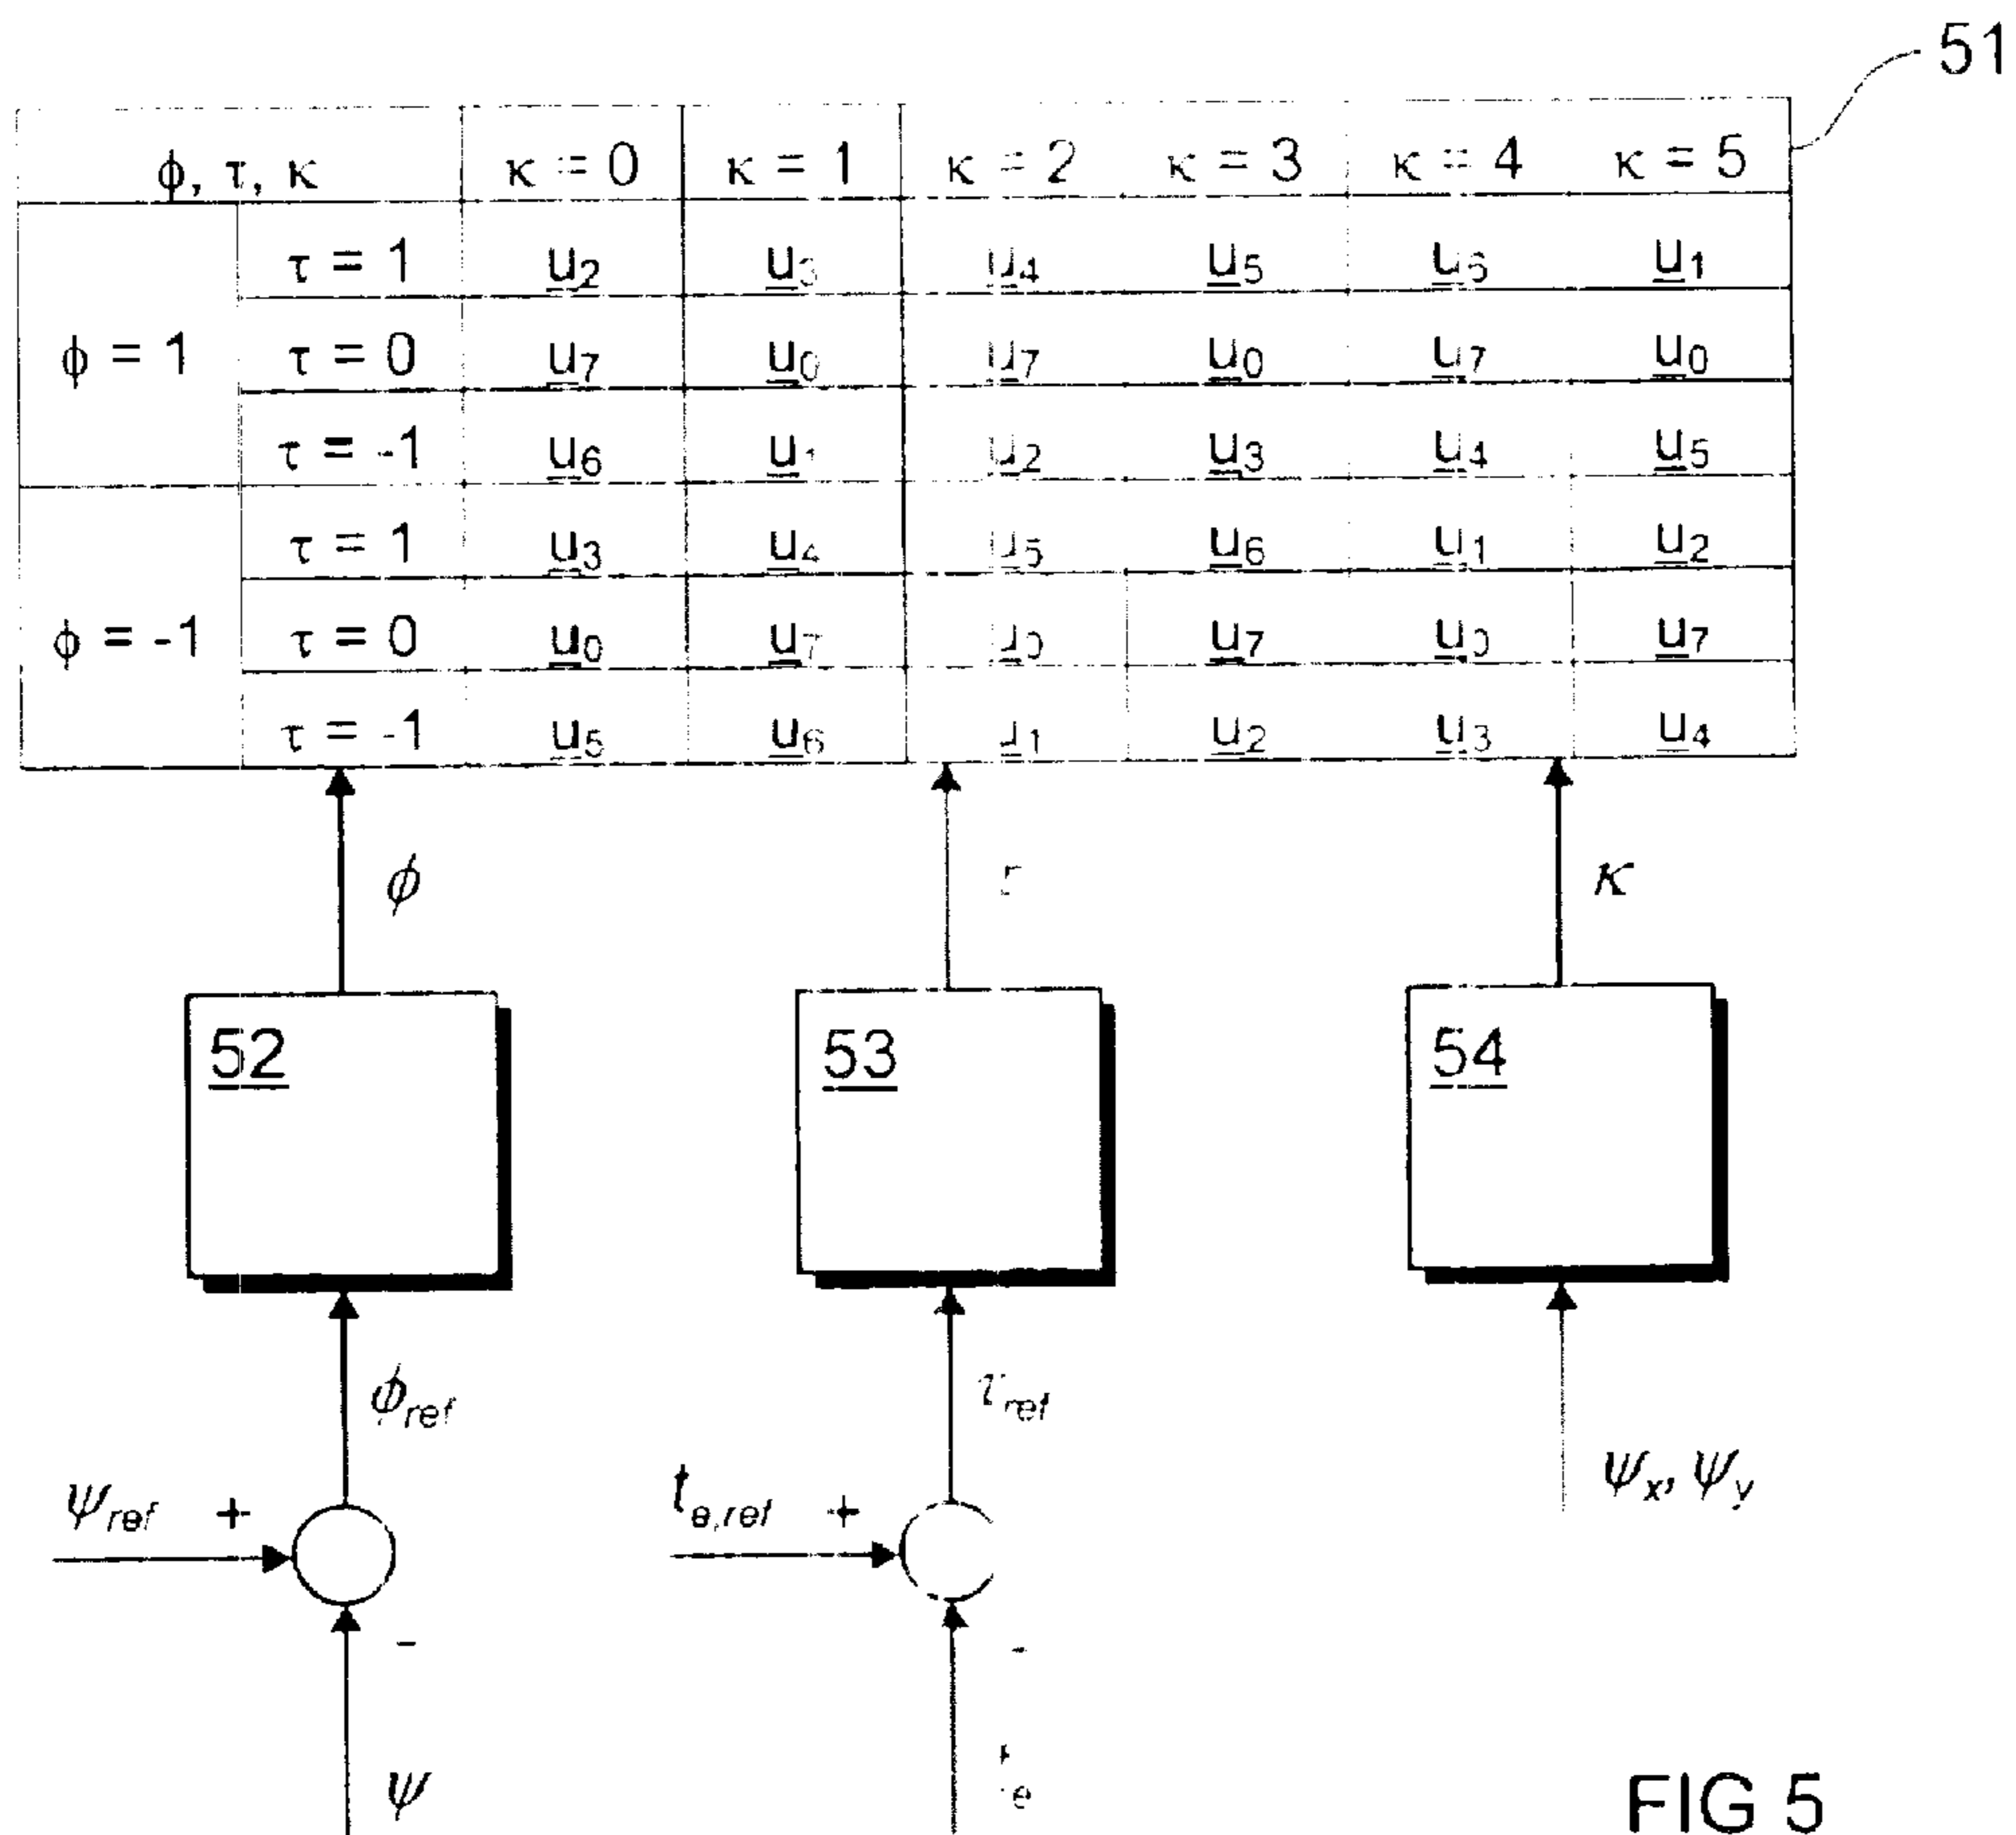 51
ϕ, τ, κ κ = 0 κ = 1 κ = 2 κ = 3 κ = 4 κ = 5
τ = 1 u2 u3 u4 u5 u6 u1
ϕ = 1 τ = 0 u7 u0 u7 u0 u7 u0
τ = -1 u6 u1 u2 u3 u4 u5
τ = 1 u3 u4 u5 u6 u1 u2
ϕ = -1 τ = 0 u0 u7 u0 u7 u0 u7
τ = -1 u5 u6 u1 u2 u3 u4
ϕ κ
52 53 54
ϕref τref
ψx, ψy
ψref + te,ref +
- -
ψ
FIG 5